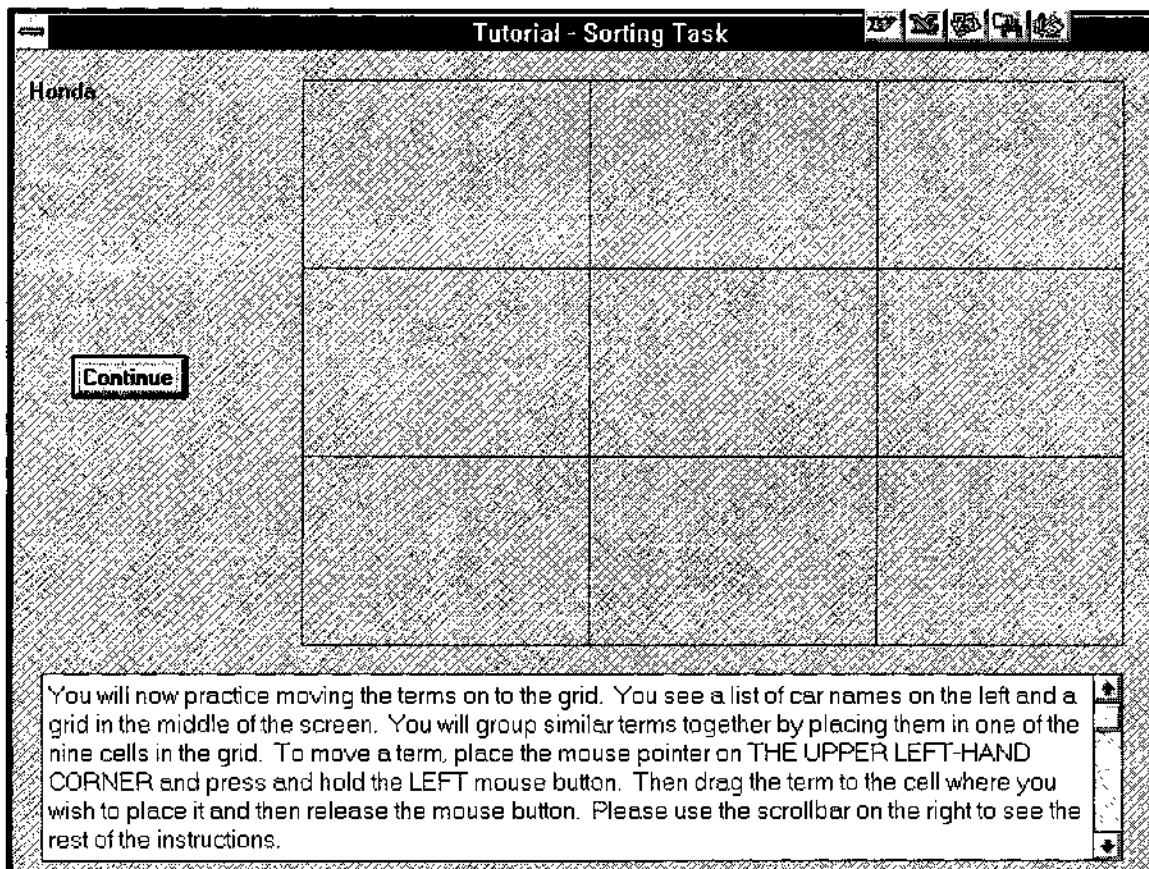 Tutorial - Sorting Task
Honda
Continue
You will now practice moving the terms on to the grid. You see a list of car names on the left and a
grid in the middle of the screen. You will group similar terms together by placing them in one of the
nine cells in the grid. To move a term, place the mouse pointer on THE UPPER LEFT-HAND
CORNER and press and hold the LEFT mouse button. Then drag the term to the cell where you
wish to place it and then release the mouse button. Please use the scrollbar on the right to see the
rest of the instructions.